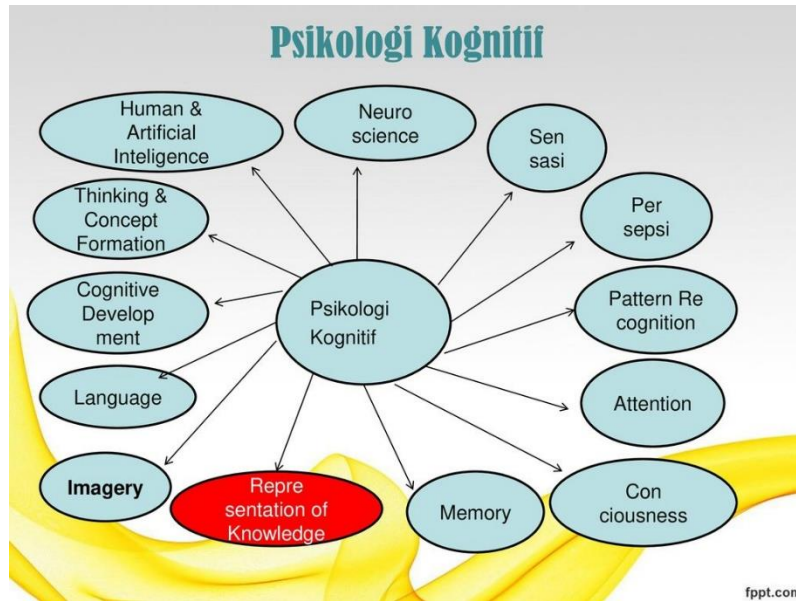 Psikologi Kognitif
Human &
Artificial
Inteligence
Neuro
science
Sen
sasi
Thinking &
Concept
Formation
Per
sepsi
Cognitive
Develop
ment
Psikologi
Kognitif
Pattern Re
cognition
Language
Attention
Imagery
Repre
sentation of
Knowledge
Memory
Con
ciousness
fppt.com